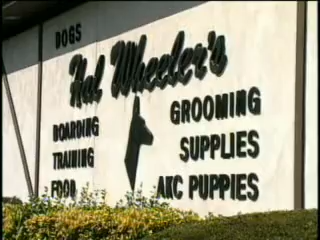 DOGS
Hal Wheeler's
BOARDING
TRAINING
FOOD
GROOMING
SUPPLIES
AKC PUPPIES